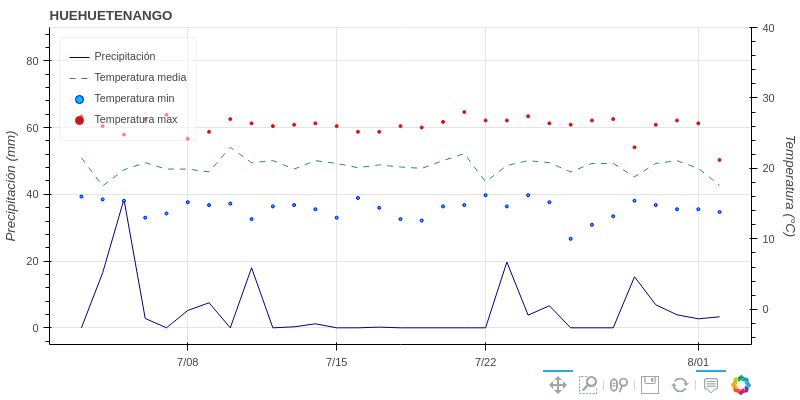 HUEHUETENANGO
Precipitación
Temperatura media
Temperatura min
Temperatura max
Precipitación (mm)
80
60
40
20
0
Temperatura (°C)
40
30
20
10
0
7/08
7/15
7/22
8/01